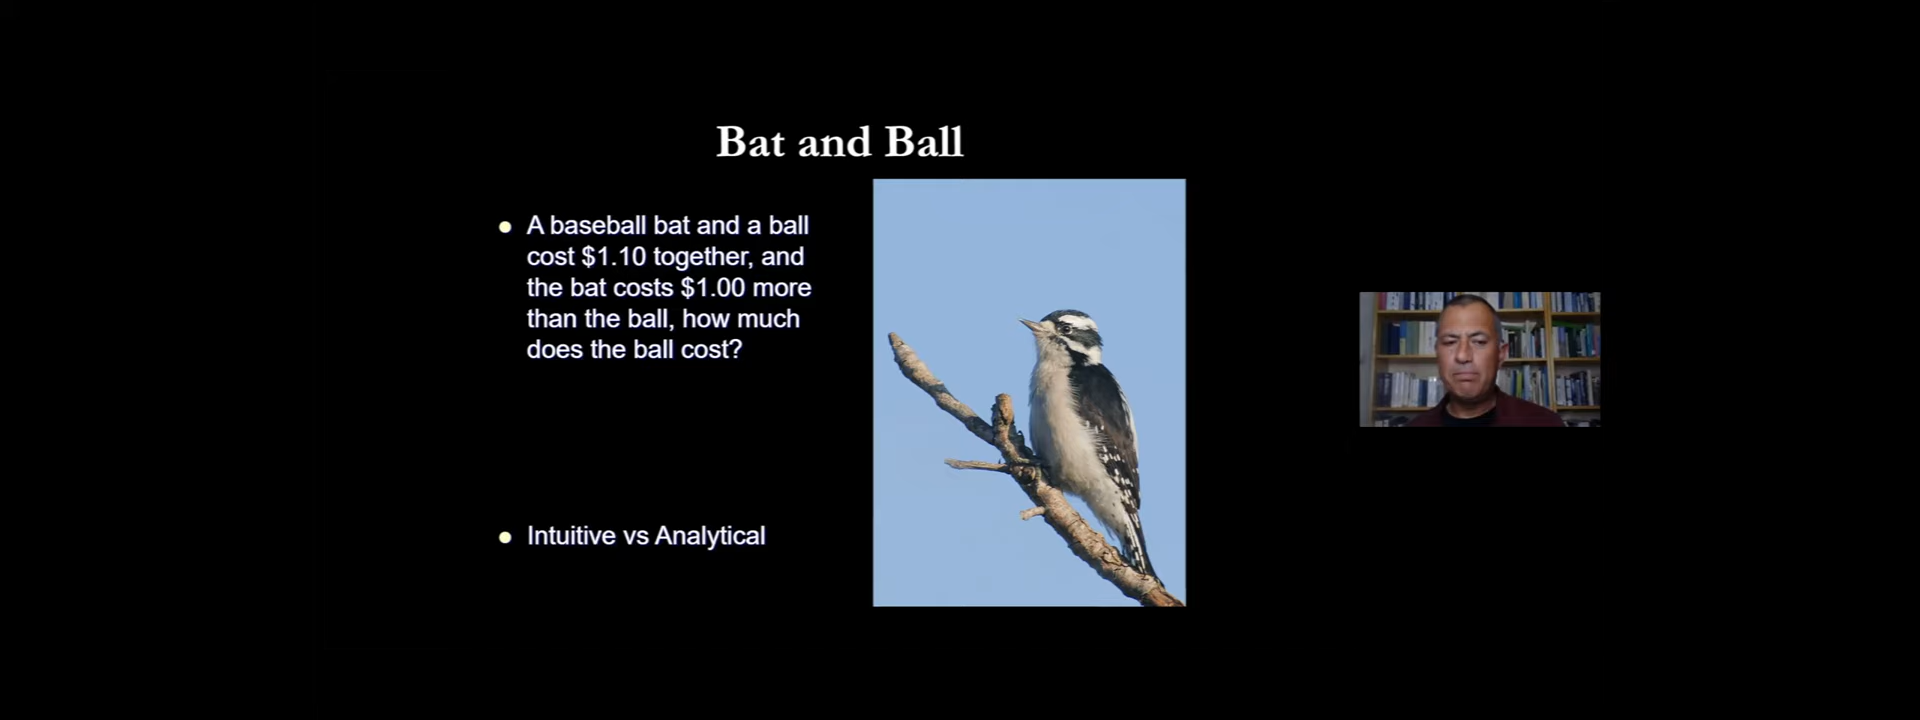 Bat and Ball
● A baseball bat and a ball
cost $1.10 together, and
the bat costs $1.00 more
than the ball, how much
does the ball cost?
● Intuitive vs Analytical